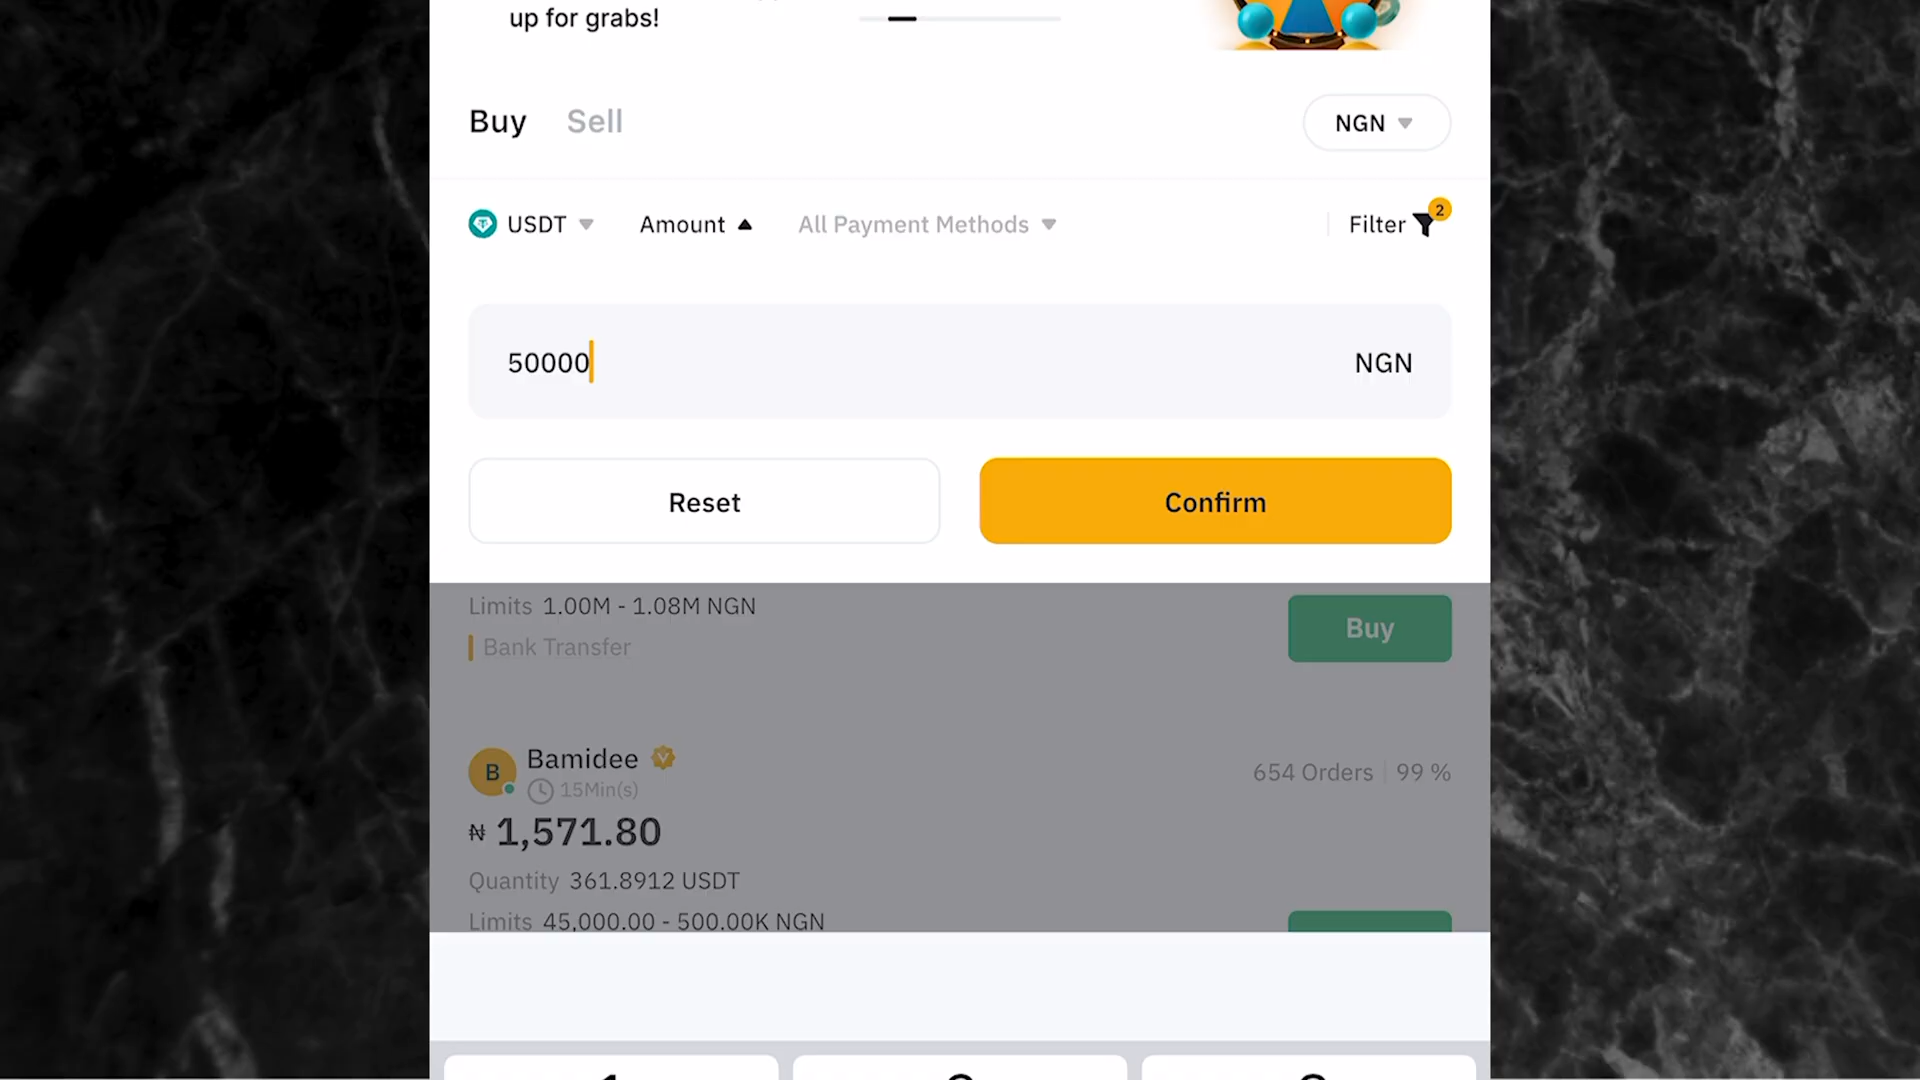 up for grabs!
Buy Sell NGN
USDT Amount All Payment Methods Filter 2
50000 NGN
Reset Confirm
Limits 1.00M - 1.08M NGN
Buy
Bank Transfer
B Bamidee
15Min(s)
654 Orders 99 %
₦ 1,571.80
Quantity 361.8912 USDT
Limits 45,000.00 - 500.00K NGN